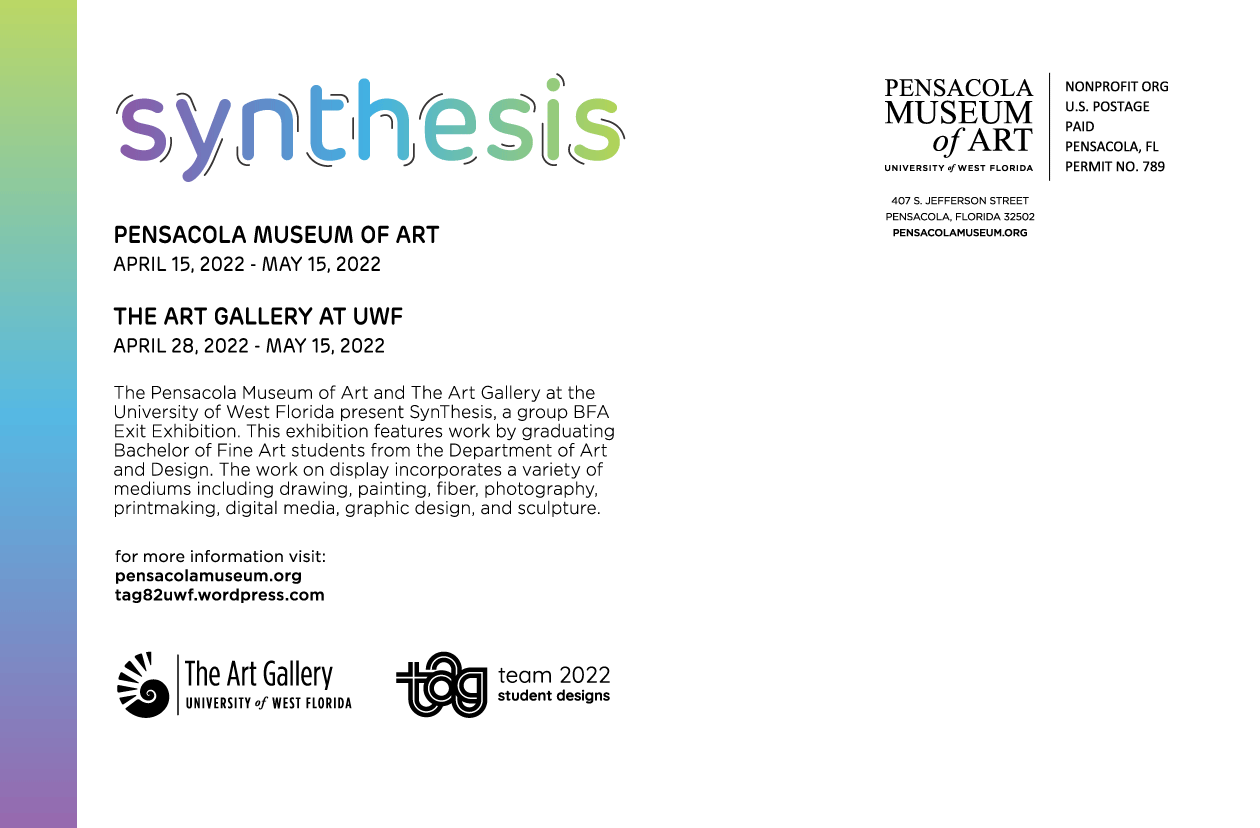 synthesis
PENSACOLA MUSEUM OF ART
APRIL 15, 2022 - MAY 15, 2022
THE ART GALLERY AT UWF
APRIL 28, 2022 - MAY 15, 2022
The Pensacola Museum of Art and The Art Gallery at the
University of West Florida present SynThesis, a group BFA
Exit Exhibition. This exhibition features work by graduating
Bachelor of Fine Art students from the Department of Art
and Design. The work on display incorporates a variety of
mediums including drawing, painting, fiber, photography,
printmaking, digital media, graphic design, and sculpture.
for more information visit:
pensacolamuseum.org
tag82uwf.wordpress.com
The Art Gallery
UNIVERSITY of WEST FLORIDA
tag
team 2022
student designs
PENSACOLA
MUSEUM
of ART
UNIVERSITY of WEST FLORIDA
407 S. JEFFERSON STREET
PENSACOLA, FLORIDA 32502
PENSACOLAMUSEUM.ORG
NONPROFIT ORG
U.S. POSTAGE
PAID
PENSACOLA, FL
PERMIT NO. 789